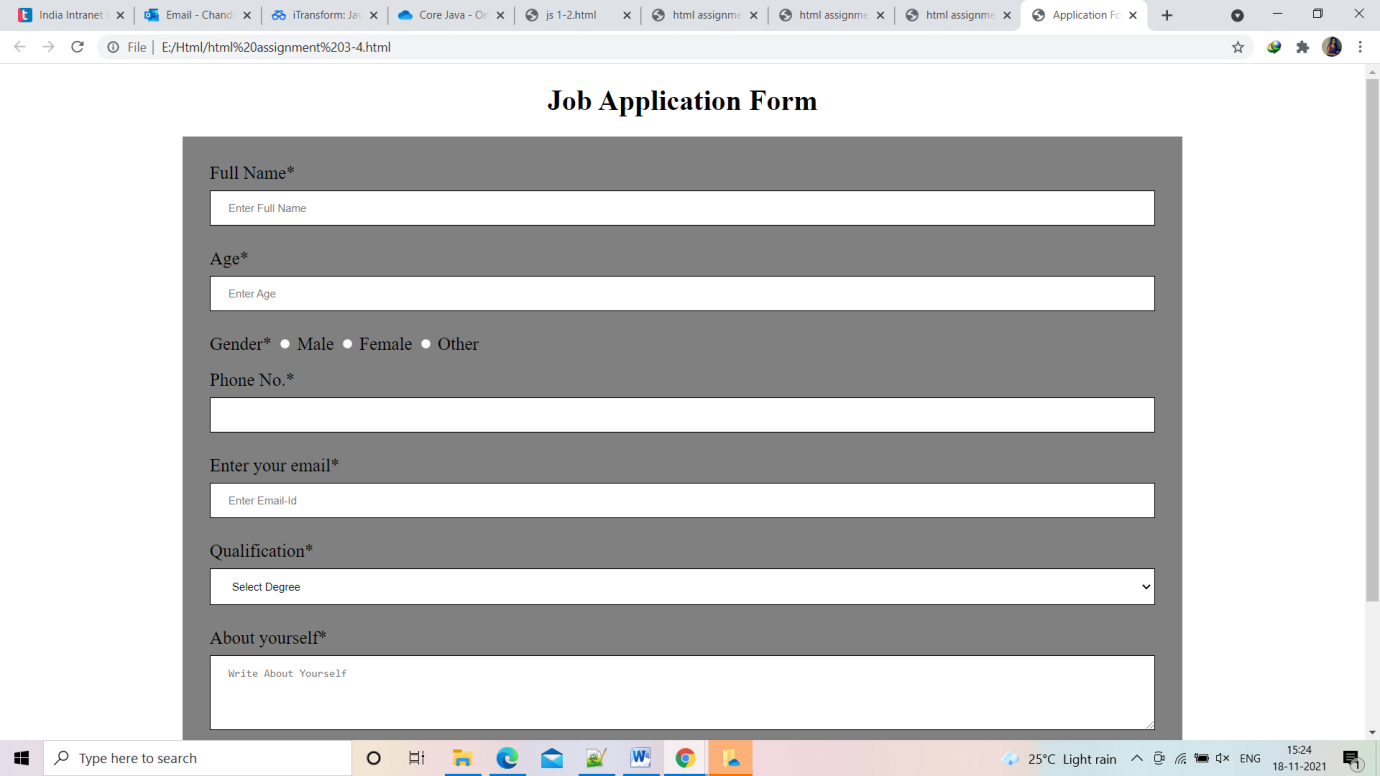 India Intranet
Email - Chandi
iTransform: Jav
Core Java - On
js 1-2.html
html assignme
html assignme
html assignme
Application Fo
File | E:/Html/html%20assignment%203-4.html
Job Application Form
Full Name*
Enter Full Name
Age*
Enter Age
Gender* Male Female Other
Phone No.*
Enter your email*
Enter Email-Id
Qualification*
Select Degree
About yourself*
Write About Yourself
Type here to search
25°C Light rain
ENG
15:24
18-11-2021
1